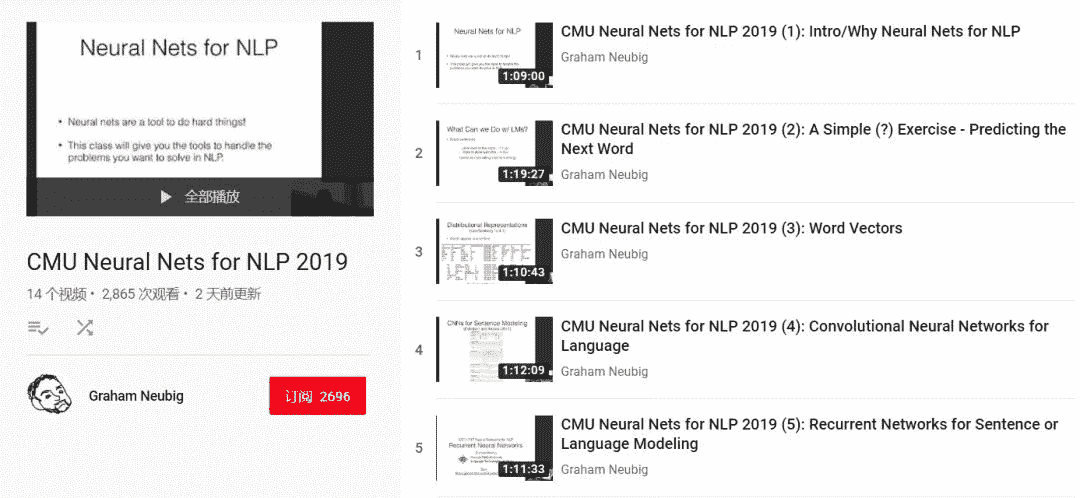 Neural Nets for NLP
• Neural nets are a tool to do hard things!
• This class will give you the tools to handle the
problems you want to solve in NLP.
全部播放
CMU Neural Nets for NLP 2019
14 个视频 • 2,865 次观看 • 2 天前更新
Graham Neubig
订阅 2696
1
Neural Nets for NLP
1:09:00
CMU Neural Nets for NLP 2019 (1): Intro/Why Neural Nets for NLP
Graham Neubig
2
What Can we Do w/ LMs?
1:19:27
CMU Neural Nets for NLP 2019 (2): A Simple (?) Exercise - Predicting the
Next Word
Graham Neubig
3
Distributional Representations
1:10:43
CMU Neural Nets for NLP 2019 (3): Word Vectors
Graham Neubig
4
CNNs for Sentence Modeling
1:12:09
CMU Neural Nets for NLP 2019 (4): Convolutional Neural Networks for
Language
Graham Neubig
5
Recurrent Neural Networks
1:11:33
CMU Neural Nets for NLP 2019 (5): Recurrent Networks for Sentence or
Language Modeling
Graham Neubig